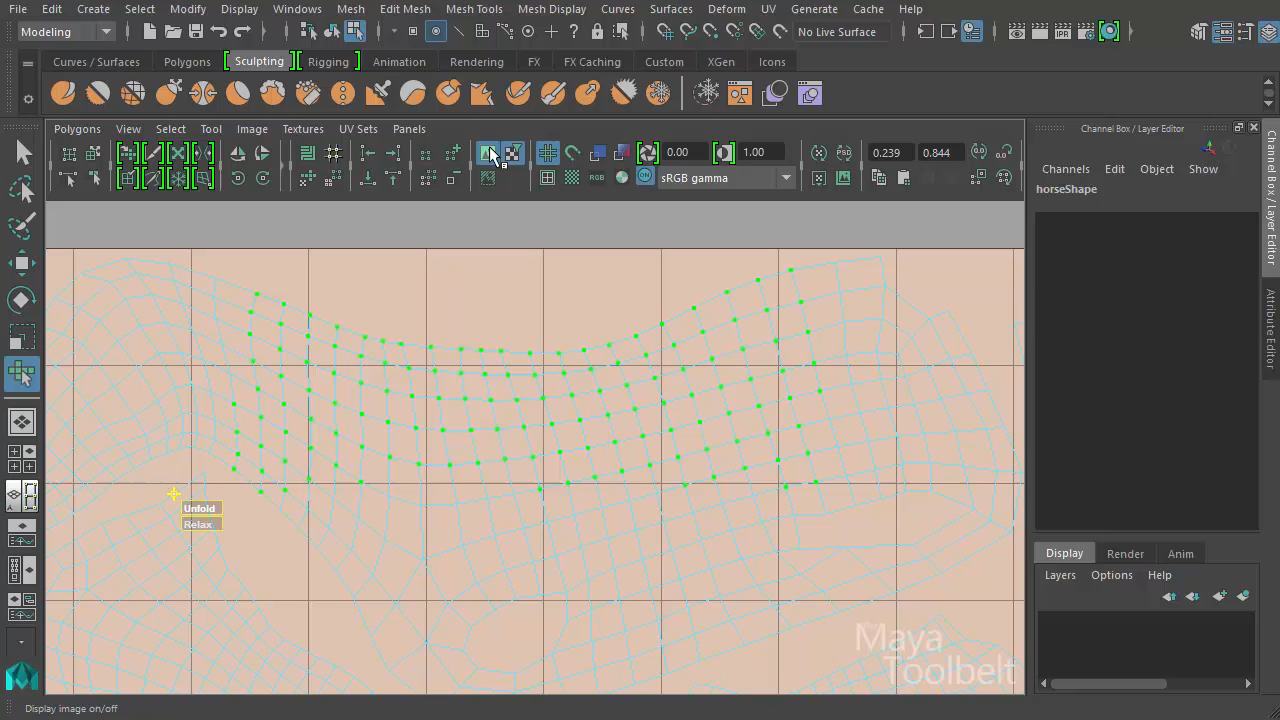 File Edit Create Select Modify Display Windows Mesh Edit Mesh Mesh Tools Mesh Display Curves Surfaces Deform UV Generate Cache Help
Modeling No Live Surface
Curves / Surfaces Polygons Sculpting Rigging Animation Rendering FX FX Caching Custom XGen Icons
Polygons View Select Tool Image Textures UV Sets Panels
0.00 1.00 PSD 0.239 0.844
RGB ON sRGB gamma
Channel Box / Layer Editor
Channels Edit Object Show
horseShape
Channel Box / Layer Editor
Attribute Editor
Unfold
Relax
Display Render Anim
Layers Options Help
Maya
Toolbelt
Display image on/off